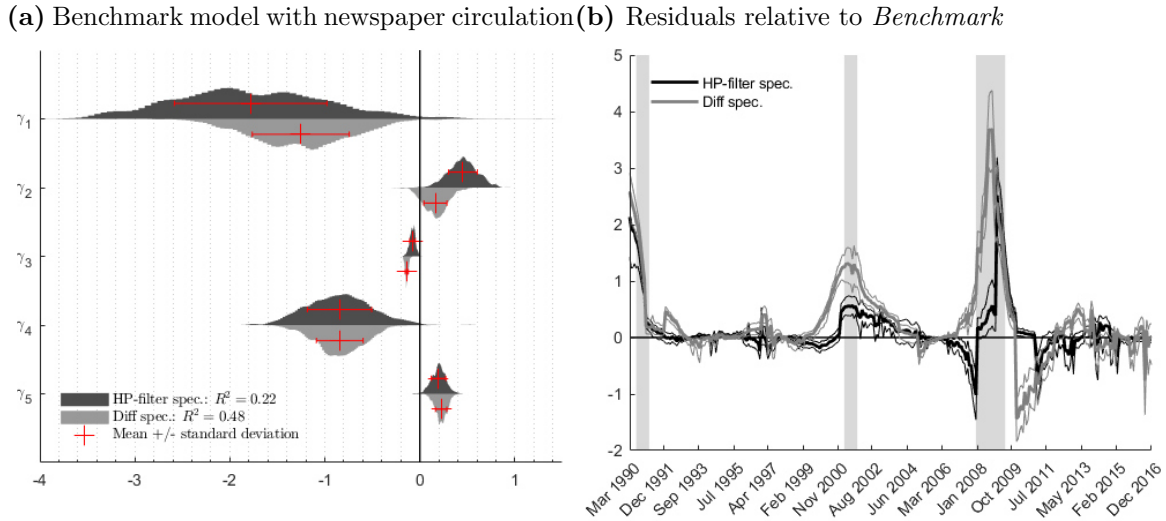 (a) Benchmark model with newspaper circulation
γ1
γ2
γ3
γ4
γ5
HP-filter spec.: R² = 0.22
Diff spec.: R² = 0.48
Mean +/- standard deviation
-4 -3 -2 -1 0 1
(b) Residuals relative to Benchmark
5
4
3
2
1
0
-1
-2
HP-filter spec.
Diff spec.
Mar 1990
Dec 1991
Sep 1993
Jul 1995
Apr 1997
Feb 1999
Nov 2000
Aug 2002
Jun 2004
Mar 2006
Jan 2008
Oct 2009
Jul 2011
May 2013
Feb 2015
Dec 2016